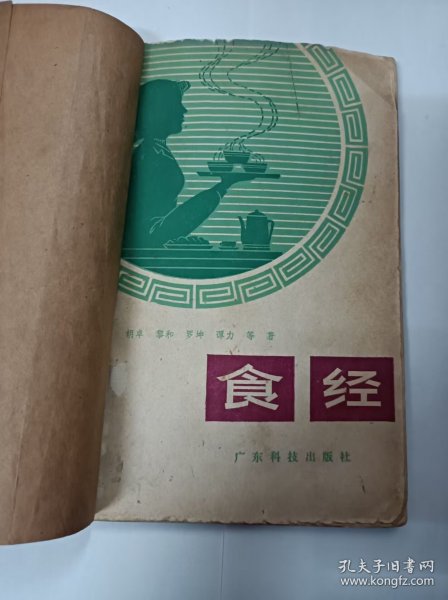 胡卓 黎和 罗坤 谭力 等 著
食经
广东科技出版社
孔夫子旧书网
www.kongfz.com